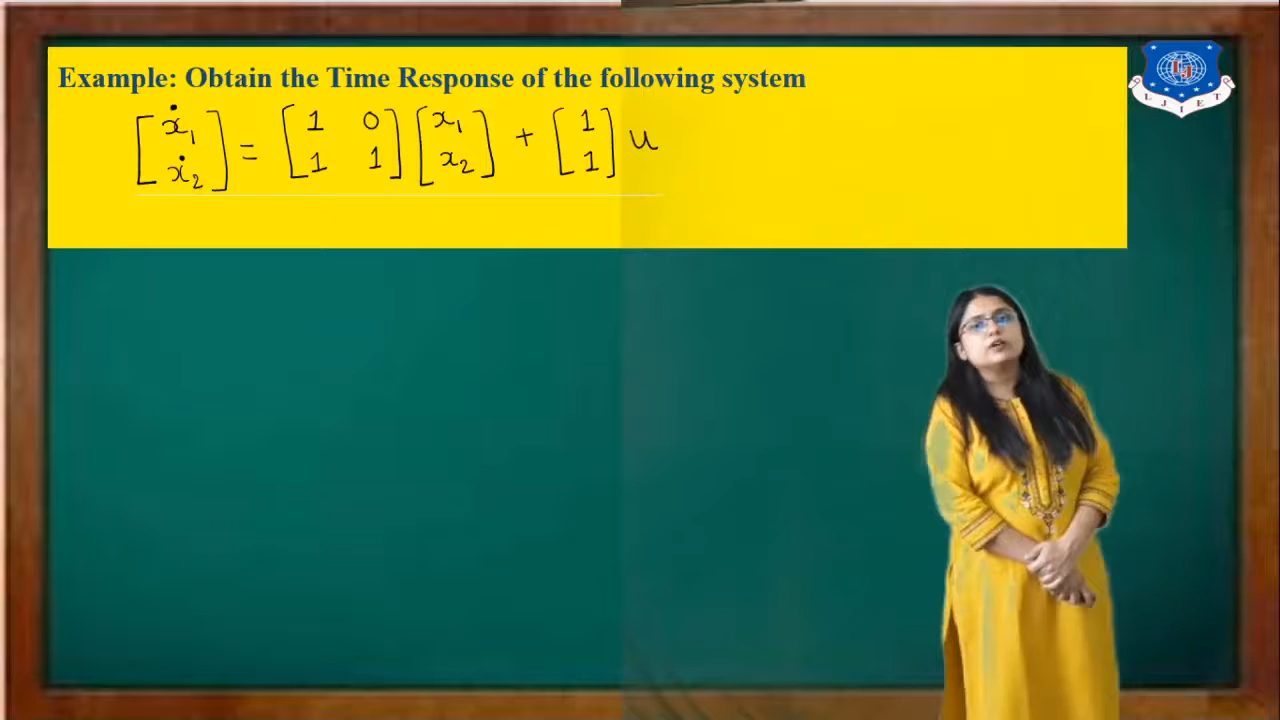 Example: Obtain the Time Response of the following system
[ẋ₁ ẋ₂] = [1 0 1 1] [x₁ x₂] + [1 1] u
LJIET